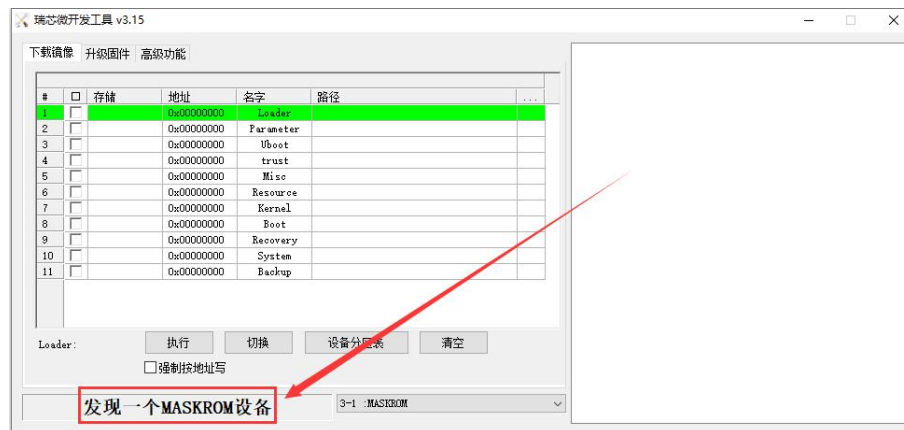 瑞芯微开发工具 v3.15
下载镜像 升级固件 高级功能
# 存储 地址 名字 路径 ...
1 0x00000000 Loader
2 0x00000000 Parameter
3 0x00000000 Uboot
4 0x00000000 trust
5 0x00000000 Misc
6 0x00000000 Resource
7 0x00000000 Kernel
8 0x00000000 Boot
9 0x00000000 Recovery
10 0x00000000 System
11 0x00000000 Backup
Loader: 执行 切换 设备分区表 清空
强制按地址写
发现一个MASKROM设备 3-1 :MASKROM